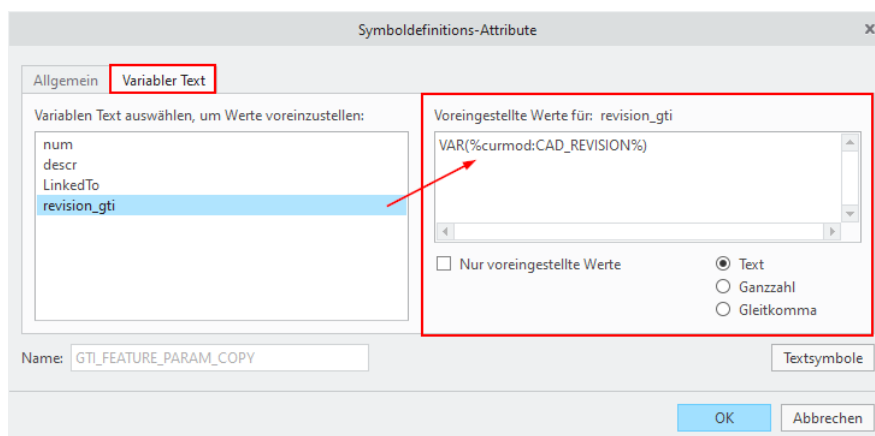 Symboldefinitions-Attribute
Allgemein Variabler Text
Variablen Text auswählen, um Werte voreinzustellen:
num
descr
LinkedTo
revision_gti
Voreingestellte Werte für: revision_gti
VAR(%curmod:CAD_REVISION%)
Nur voreingestellte Werte
Text
Ganzzahl
Gleitkomma
Name: GTI_FEATURE_PARAM_COPY
Textsymbole
OK Abbrechen